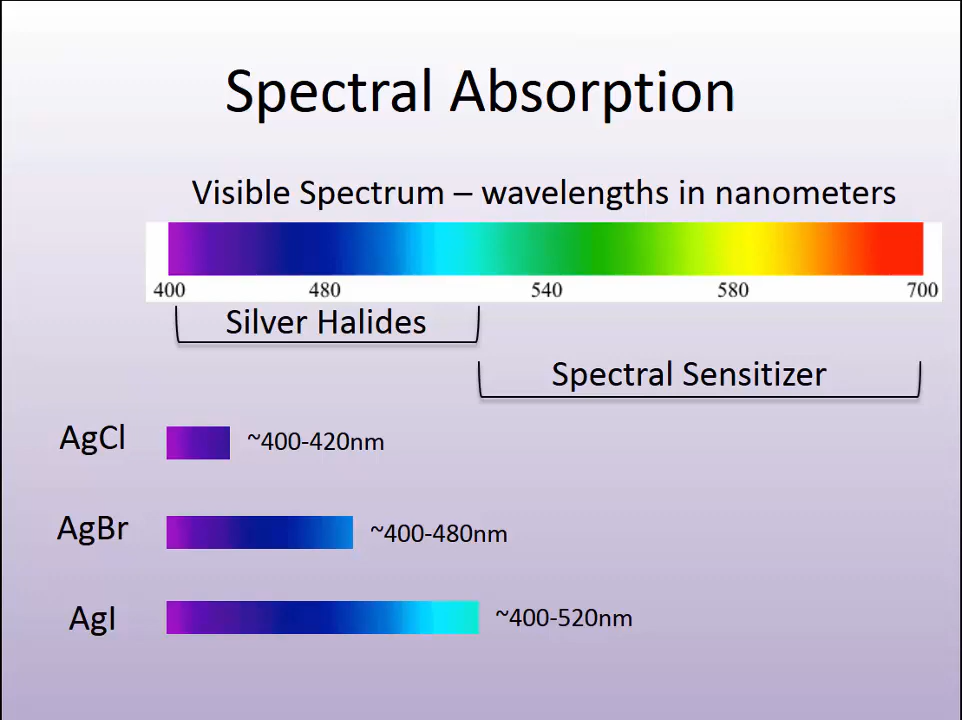 Spectral Absorption
Visible Spectrum – wavelengths in nanometers
400 480 540 580 700
Silver Halides
Spectral Sensitizer
AgCl ~400-420nm
AgBr ~400-480nm
AgI ~400-520nm